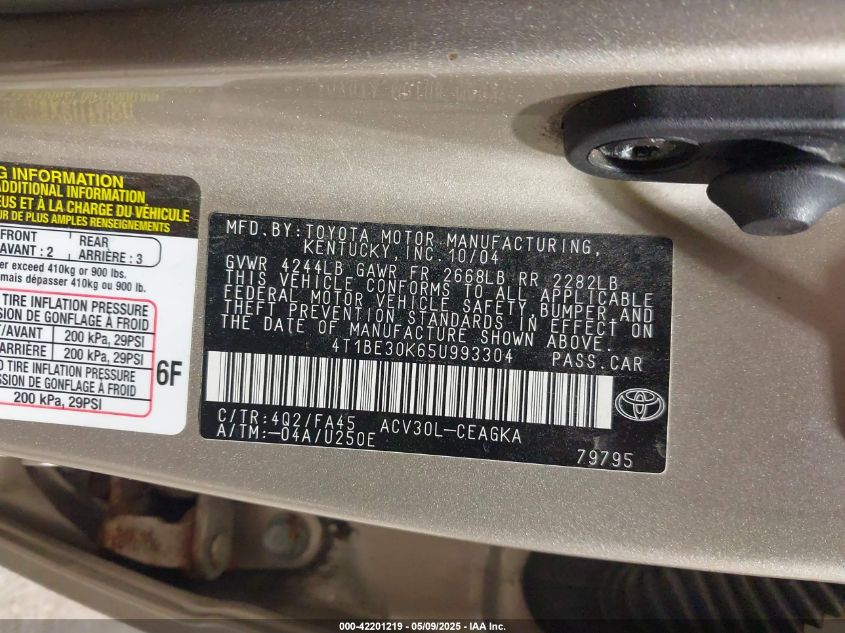 G INFORMATION
ADDITIONAL INFORMATION
EUS ET À LA CHARGE DU VÉHICULE
UR DE PLUS AMPLES RENSEIGNEMENTS
FRONT
AVANT : 2
REAR
ARRIÈRE : 3
er exceed 410kg or 900 lbs.
amais dépasser 410kg ou 900 lb.
TIRE INFLATION PRESSURE
DE GONFLAGE À FROID
T/AVANT 200 kPa, 29PSI
/ARRIÈRE 200 kPa, 29PSI
TIRE INFLATION PRESSURE
DE GONFLAGE À FROID
200 kPa, 29PSI
6F
MFD.BY:TOYOTA MOTOR MANUFACTURING,
KENTUCKY, INC. 10/04
GVWR 4244LB GAWR FR 2668LB RR 2282LB
THIS VEHICLE CONFORMS TO ALL APPLICABLE
FEDERAL MOTOR VEHICLE SAFETY, BUMPER, AND
THEFT PREVENTION STANDARDS IN EFFECT ON
THE DATE OF MANUFACTURE SHOWN ABOVE.
4T1BE30K65U993304 PASS.CAR
C/TR:4Q2/FA45 ACV30L-CEAGKA
A/TM:-04A/U250E
79795
000-42201219 - 05/09/2025 - IAA Inc.